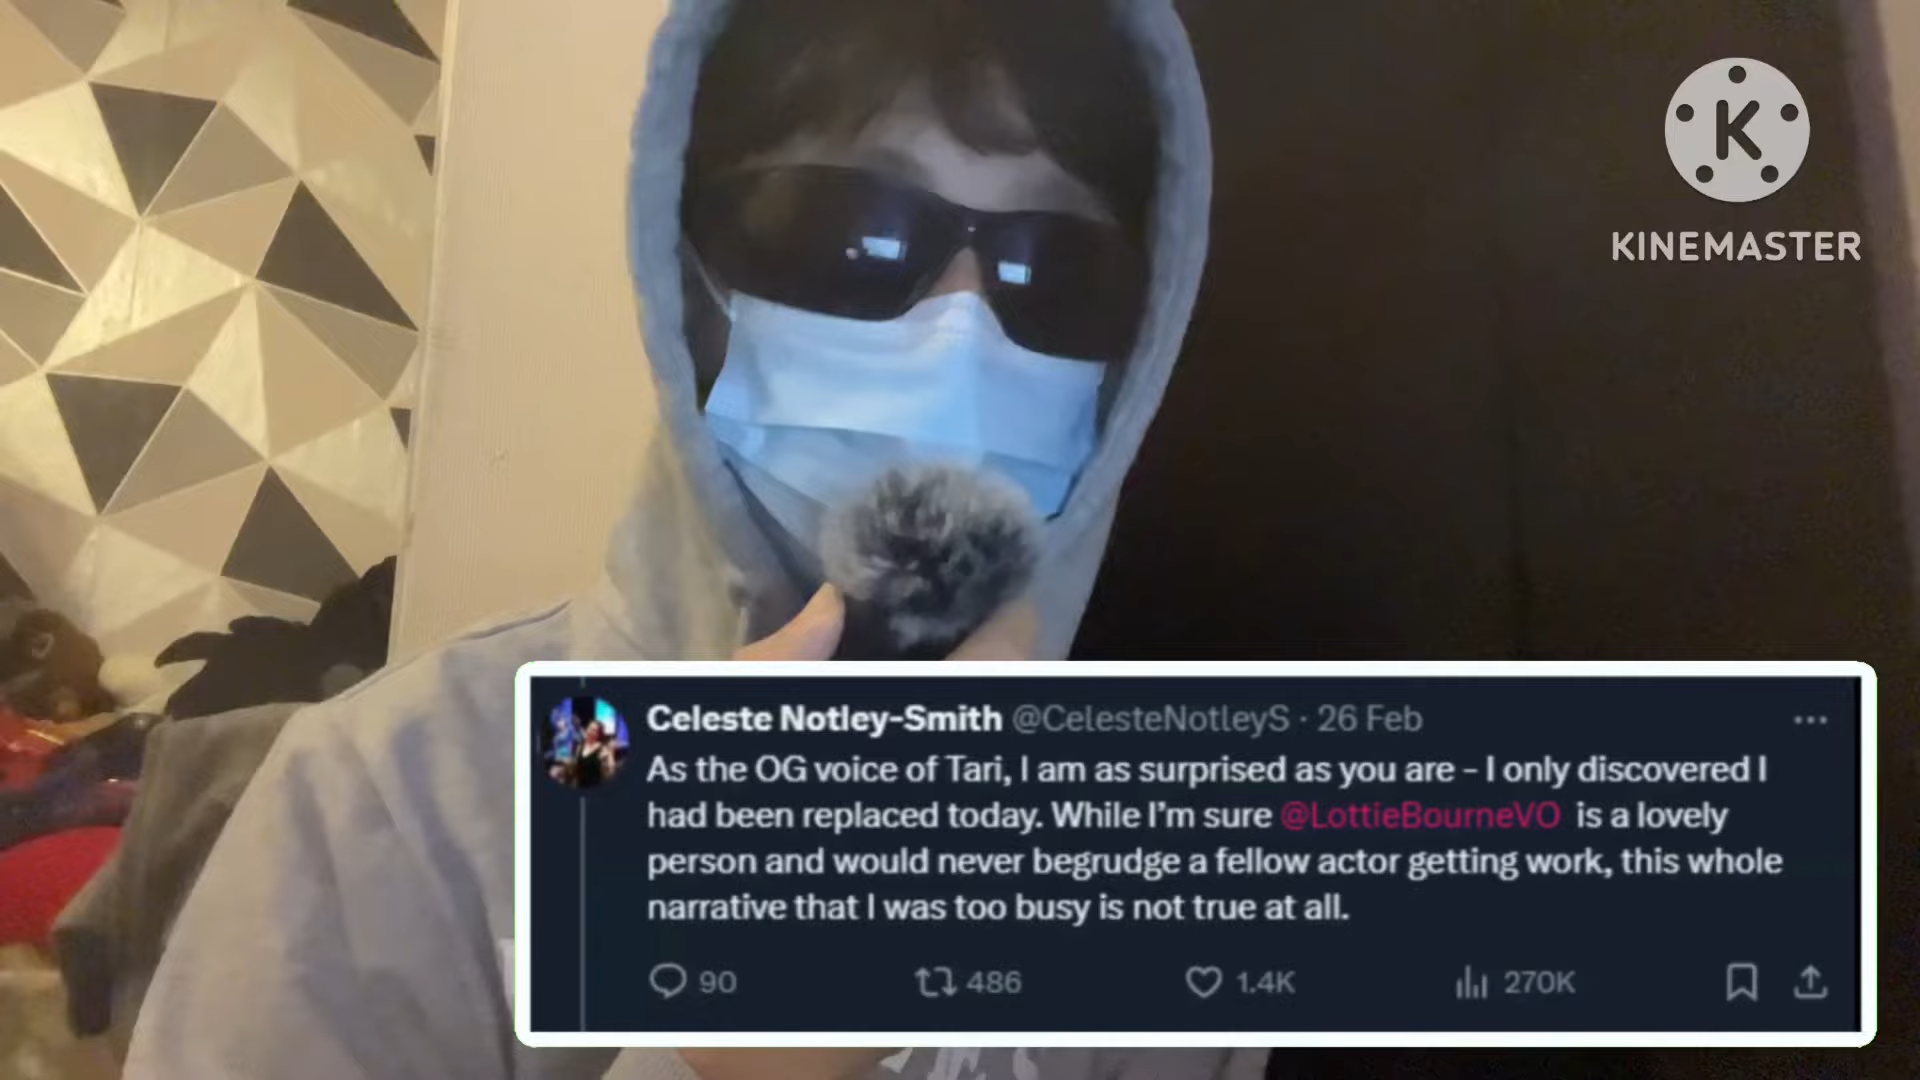 K
KINEMASTER
Celeste Notley-Smith @CelesteNotleyS · 26 Feb
As the OG voice of Tari, I am as surprised as you are – I only discovered I
had been replaced today. While I'm sure @LottieBourneVO is a lovely
person and would never begrudge a fellow actor getting work, this whole
narrative that I was too busy is not true at all.
90 486 1.4K 270K